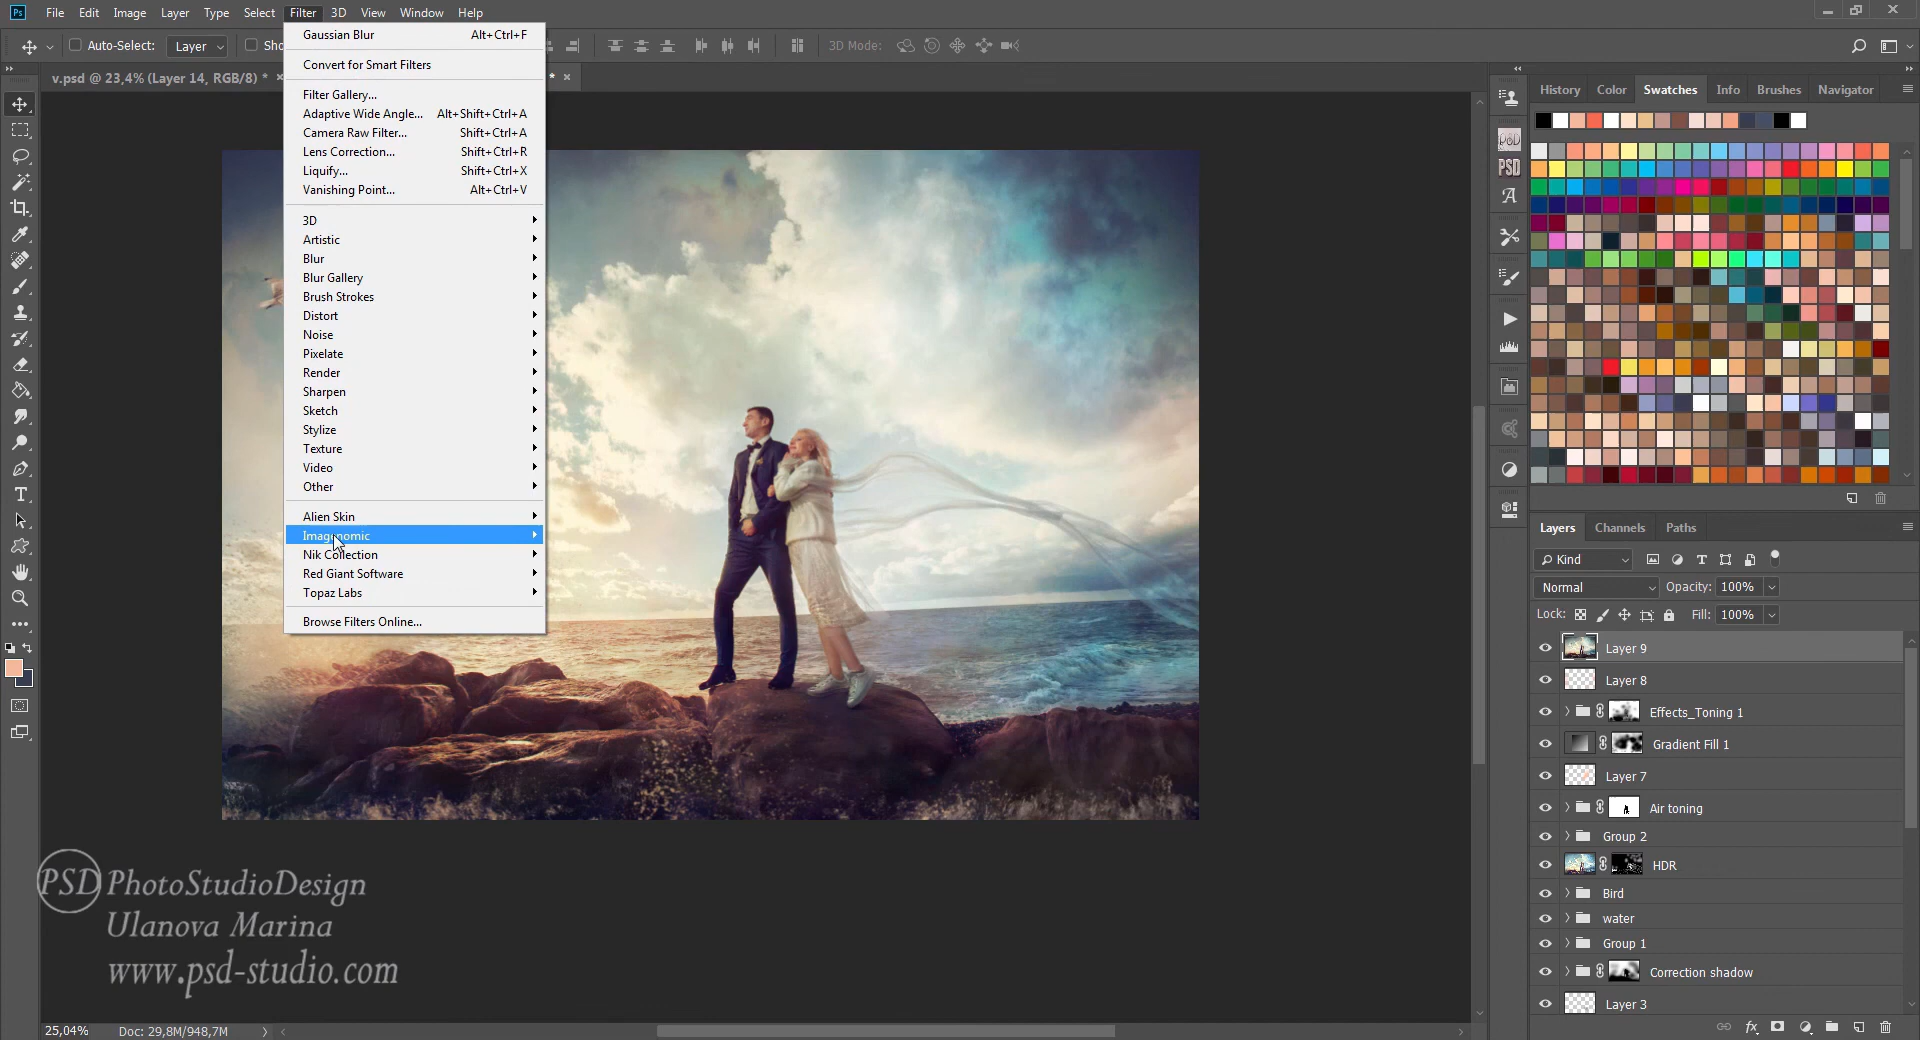 Ps File Edit Image Layer Type Select Filter 3D View Window Help
Auto-Select: Layer
3D Mode:
v.psd @ 23,4% (Layer 14, RGB/8) * ×
* ×
Gaussian Blur Alt+Ctrl+F
Convert for Smart Filters
Filter Gallery...
Adaptive Wide Angle... Alt+Shift+Ctrl+A
Camera Raw Filter... Shift+Ctrl+A
Lens Correction... Shift+Ctrl+R
Liquify... Shift+Ctrl+X
Vanishing Point... Alt+Ctrl+V
3D
Artistic
Blur
Blur Gallery
Brush Strokes
Distort
Noise
Pixelate
Render
Sharpen
Sketch
Stylize
Texture
Video
Other
Alien Skin
Imagenomic
Nik Collection
Red Giant Software
Topaz Labs
Browse Filters Online...
PSD PhotoStudioDesign
Ulanova Marina
www.psd-studio.com
25,04% Doc: 29,8M/948,7M
PSD
PSD
History Color Swatches Info Brushes Navigator
Layers Channels Paths
Kind
Normal Opacity: 100%
Lock: Fill: 100%
Layer 9
Layer 8
Effects_Toning 1
Gradient Fill 1
Layer 7
Air toning
Group 2
HDR
Bird
water
Group 1
Correction shadow
Layer 3
fx